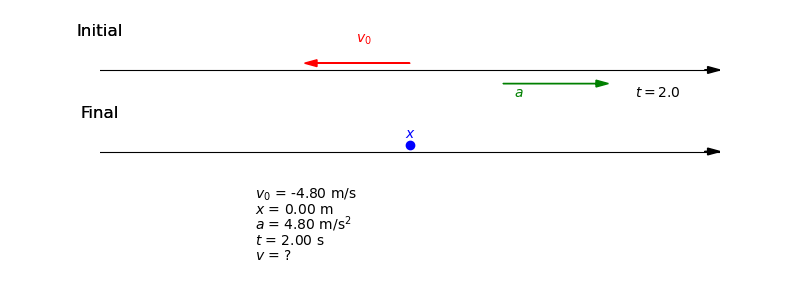 Initial
v₀
a
t = 2.0
Final
x
v₀ = -4.80 m/s
x = 0.00 m
a = 4.80 m/s²
t = 2.00 s
v = ?